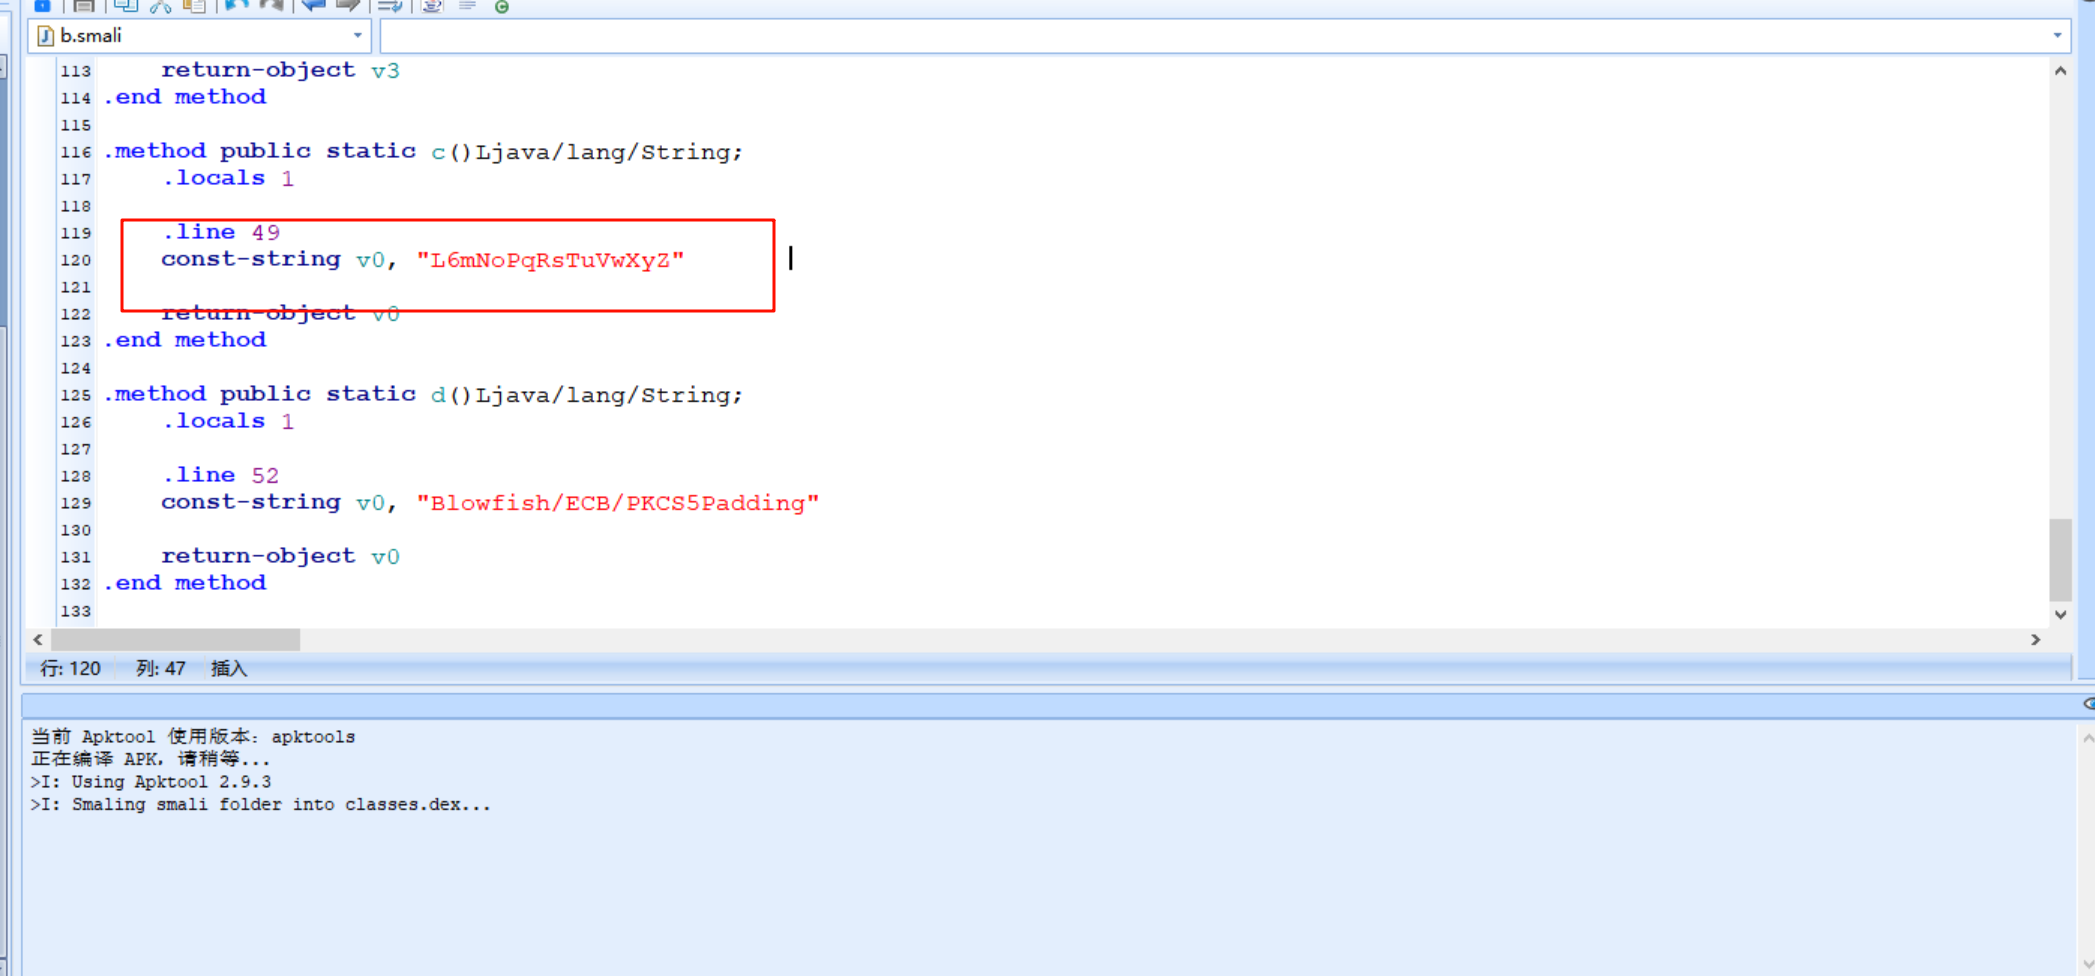 b.smali
113 return-object v3
114 .end method
115
116 .method public static c()Ljava/lang/String;
117 .locals 1
118
119 .line 49
120 const-string v0, "L6mNoPqRsTuVwXyZ"
121
122 return-object v0
123 .end method
124
125 .method public static d()Ljava/lang/String;
126 .locals 1
127
128 .line 52
129 const-string v0, "Blowfish/ECB/PKCS5Padding"
130
131 return-object v0
132 .end method
133
行: 120 列: 47 插入
当前 Apktool 使用版本: apktools
正在编译 APK, 请稍等...
>I: Using Apktool 2.9.3
>I: Smaling smali folder into classes.dex...